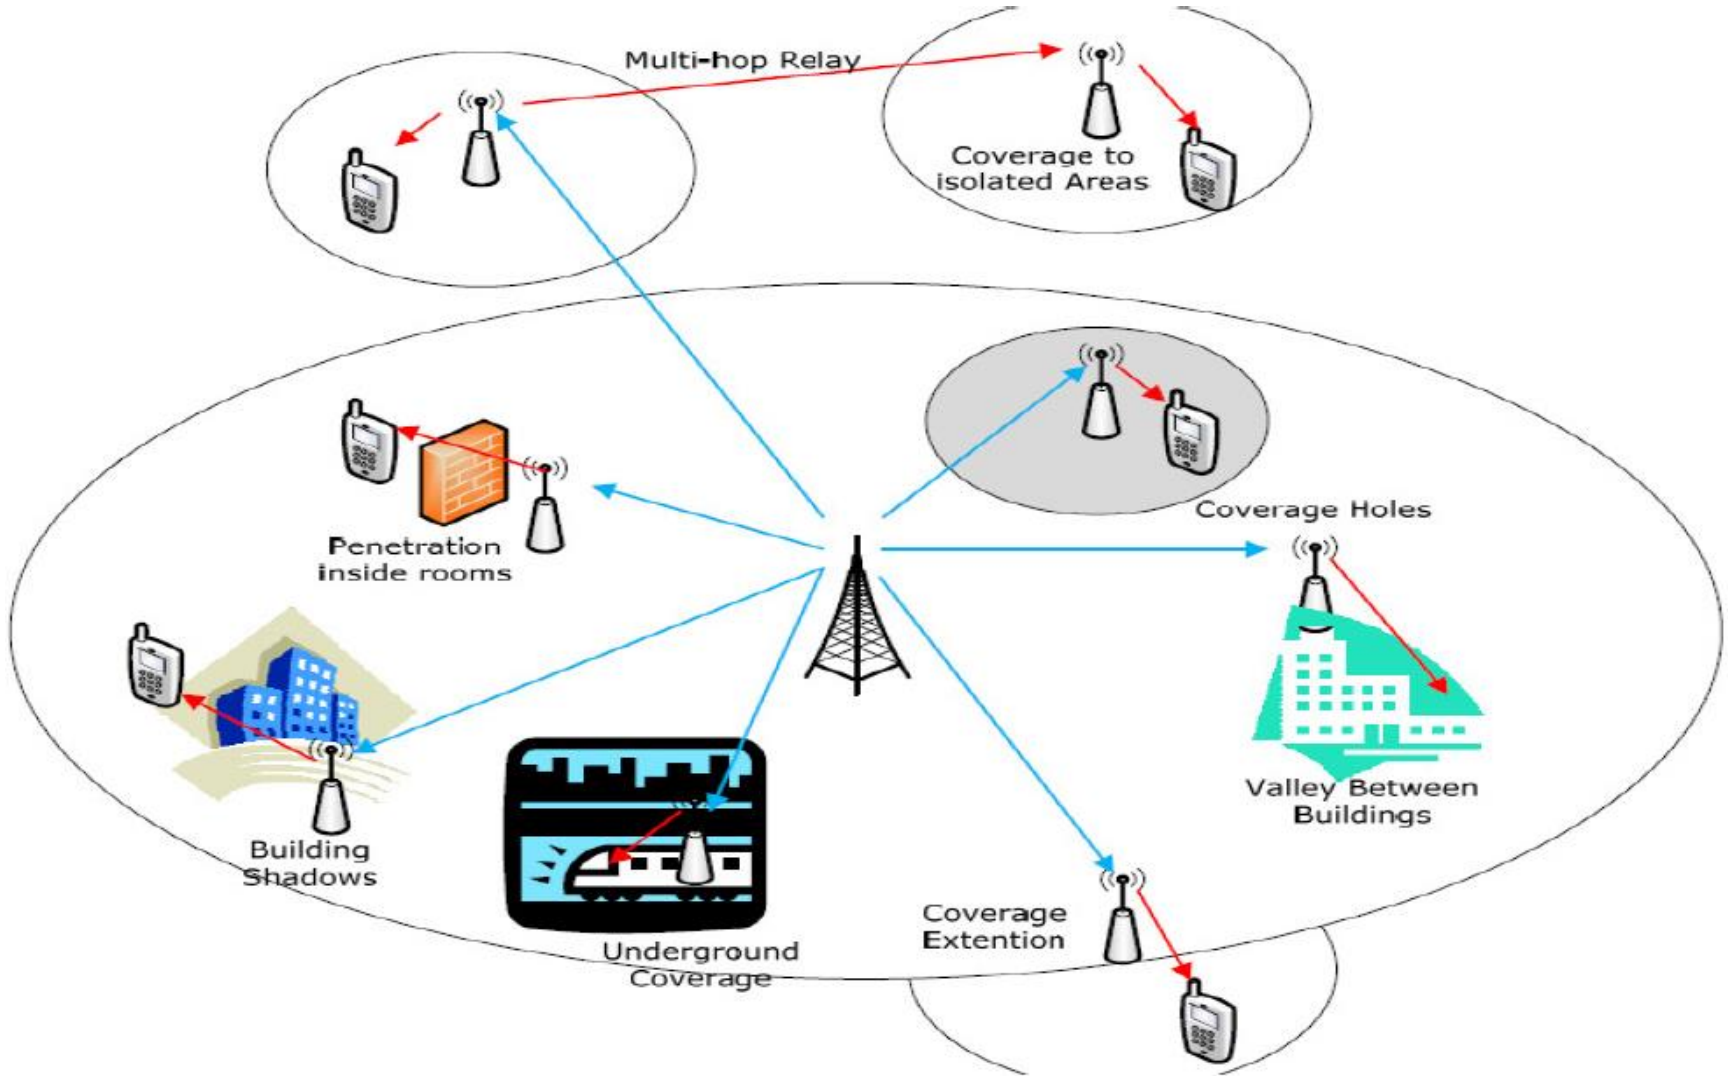 Multi-hop Relay
Coverage to
isolated Areas
Coverage Holes
Penetration
inside rooms
Valley Between
Buildings
Building
Shadows
Coverage
Extention
Underground
Coverage